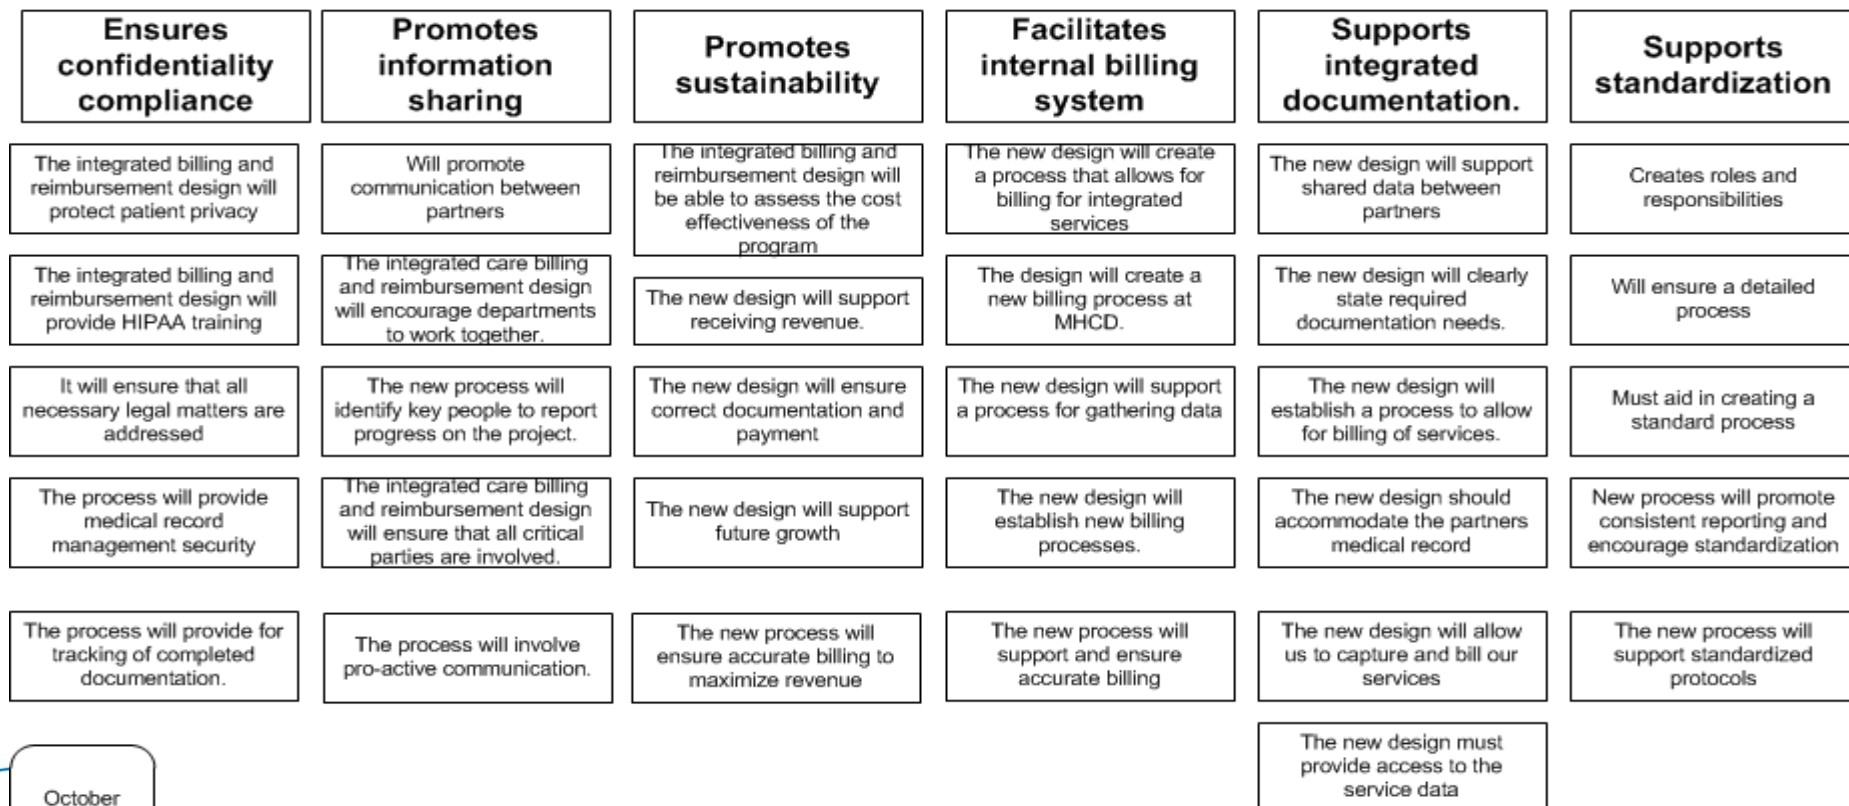 Ensures
confidentiality
compliance
Promotes
information
sharing
Promotes
sustainability
Facilitates
internal billing
system
Supports
integrated
documentation.
Supports
standardization
The integrated billing and
reimbursement design will
protect patient privacy
Will promote
communication between
partners
The integrated billing and
reimbursement design will
be able to assess the cost
effectiveness of the
program
The new design will create
a process that allows for
billing for integrated
services
The new design will support
shared data between
partners
Creates roles and
responsibilities
The integrated billing and
reimbursement design will
provide HIPAA training
The integrated care billing
and reimbursement design
will encourage departments
to work together.
The new design will support
receiving revenue.
The design will create a
new billing process at
MHCD.
The new design will clearly
state required
documentation needs.
Will ensure a detailed
process
It will ensure that all
necessary legal matters are
addressed
The new process will
identify key people to report
progress on the project.
The new design will ensure
correct documentation and
payment
The new design will support
a process for gathering data
The new design will
establish a process to allow
for billing of services.
Must aid in creating a
standard process
The process will provide
medical record
management security
The integrated care billing
and reimbursement design
will ensure that all critical
parties are involved.
The new design will support
future growth
The new design will
establish new billing
processes.
The new design should
accommodate the partners
medical record
New process will promote
consistent reporting and
encourage standardization
The process will provide for
tracking of completed
documentation.
The process will involve
pro-active communication.
The new process will
ensure accurate billing to
maximize revenue
The new process will
support and ensure
accurate billing
The new design will allow
us to capture and bill our
services
The new process will
support standardized
protocols
The new design must
provide access to the
service data
October